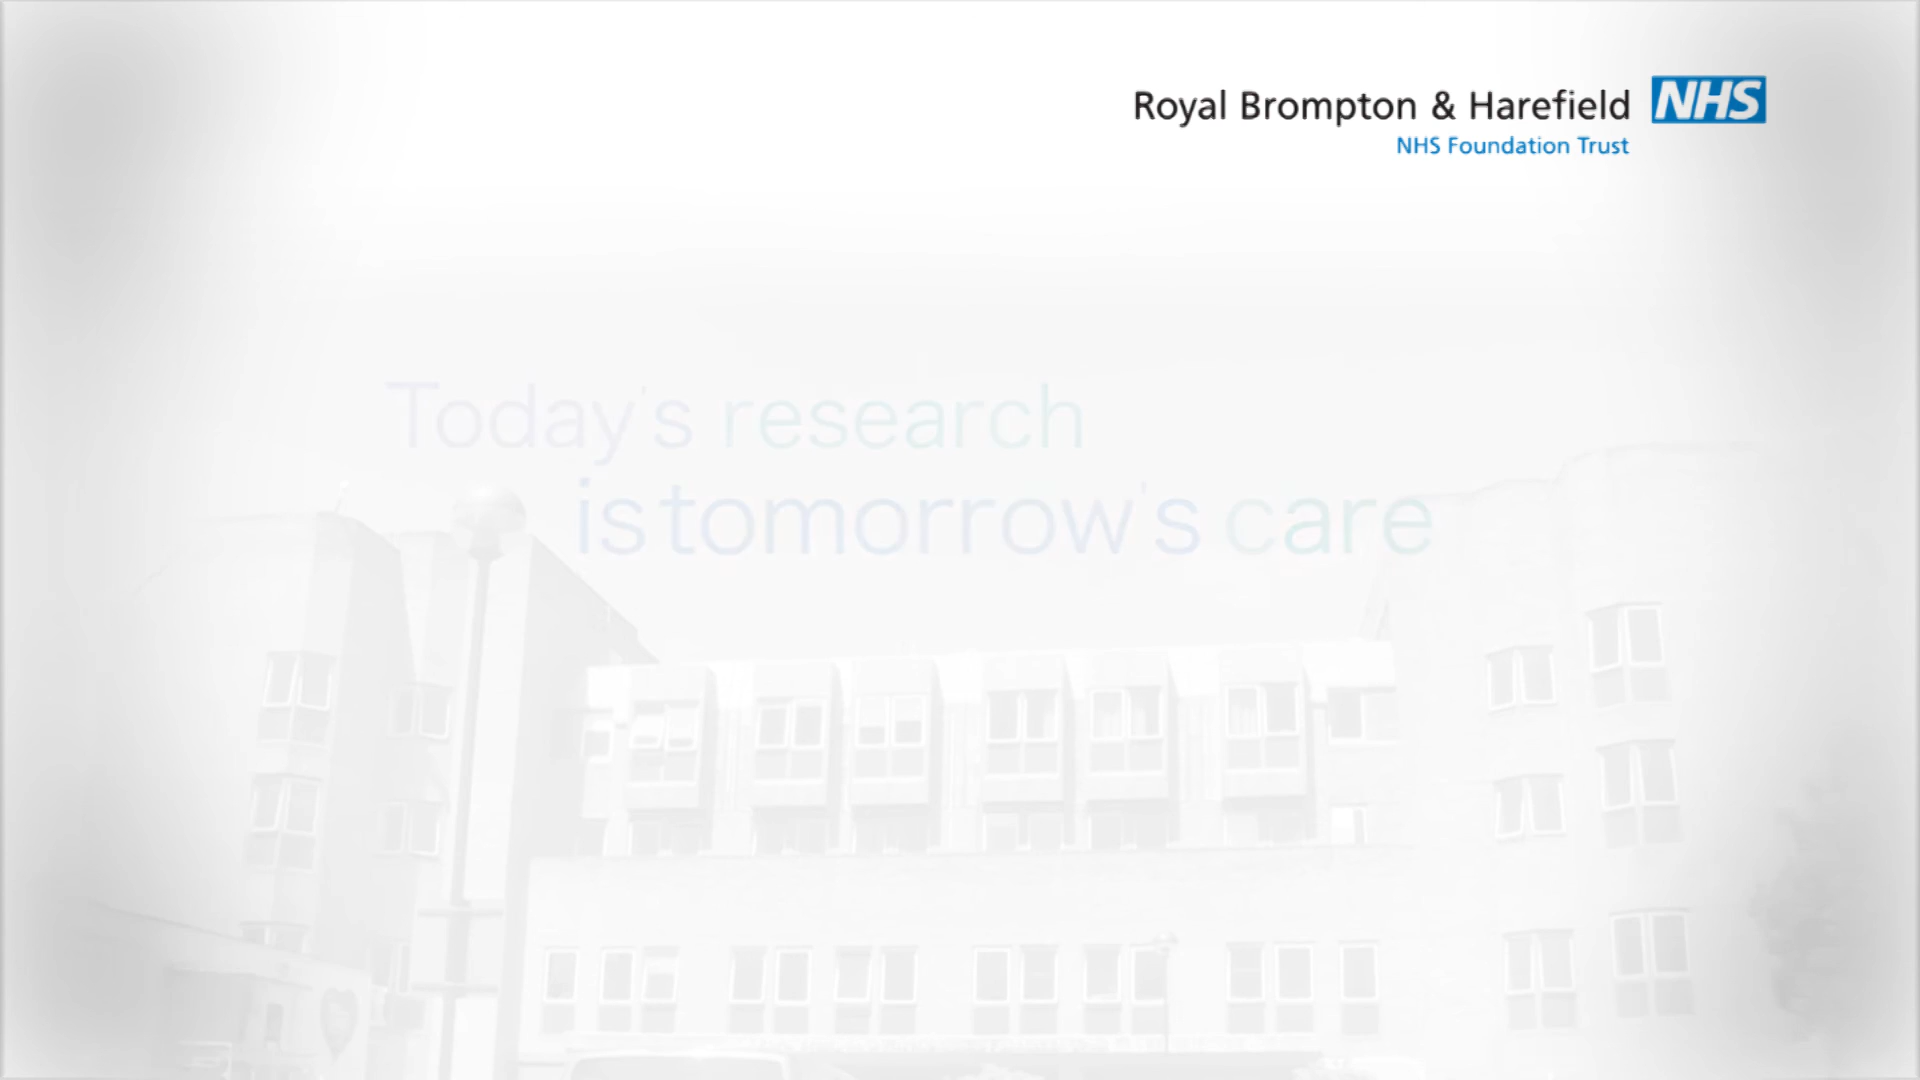 Royal Brompton & Harefield NHS
NHS Foundation Trust
Today's research
is tomorrow's care